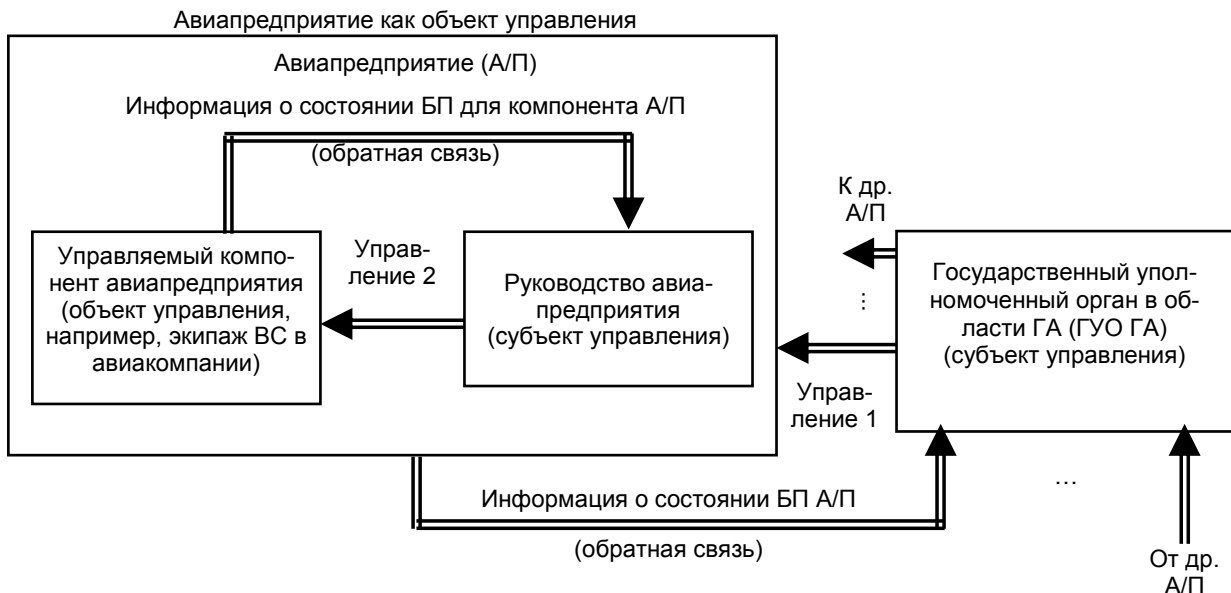 Авиапредприятие как объект управления
Авиапредприятие (А/П)
Информация о состоянии БП для компонента А/П
(обратная связь)
Управляемый компо-
нент авиапредприятия
(объект управления,
например, экипаж ВС в
авиакомпании)
Управ-
ление 2
Руководство авиа-
предприятия
(субъект управления)
К др.
А/П
...
Управ-
ление 1
Государственный упол-
номоченный орган в об-
ласти ГА (ГУО ГА)
(субъект управления)
Информация о состоянии БП А/П
(обратная связь)
...
От др.
А/П